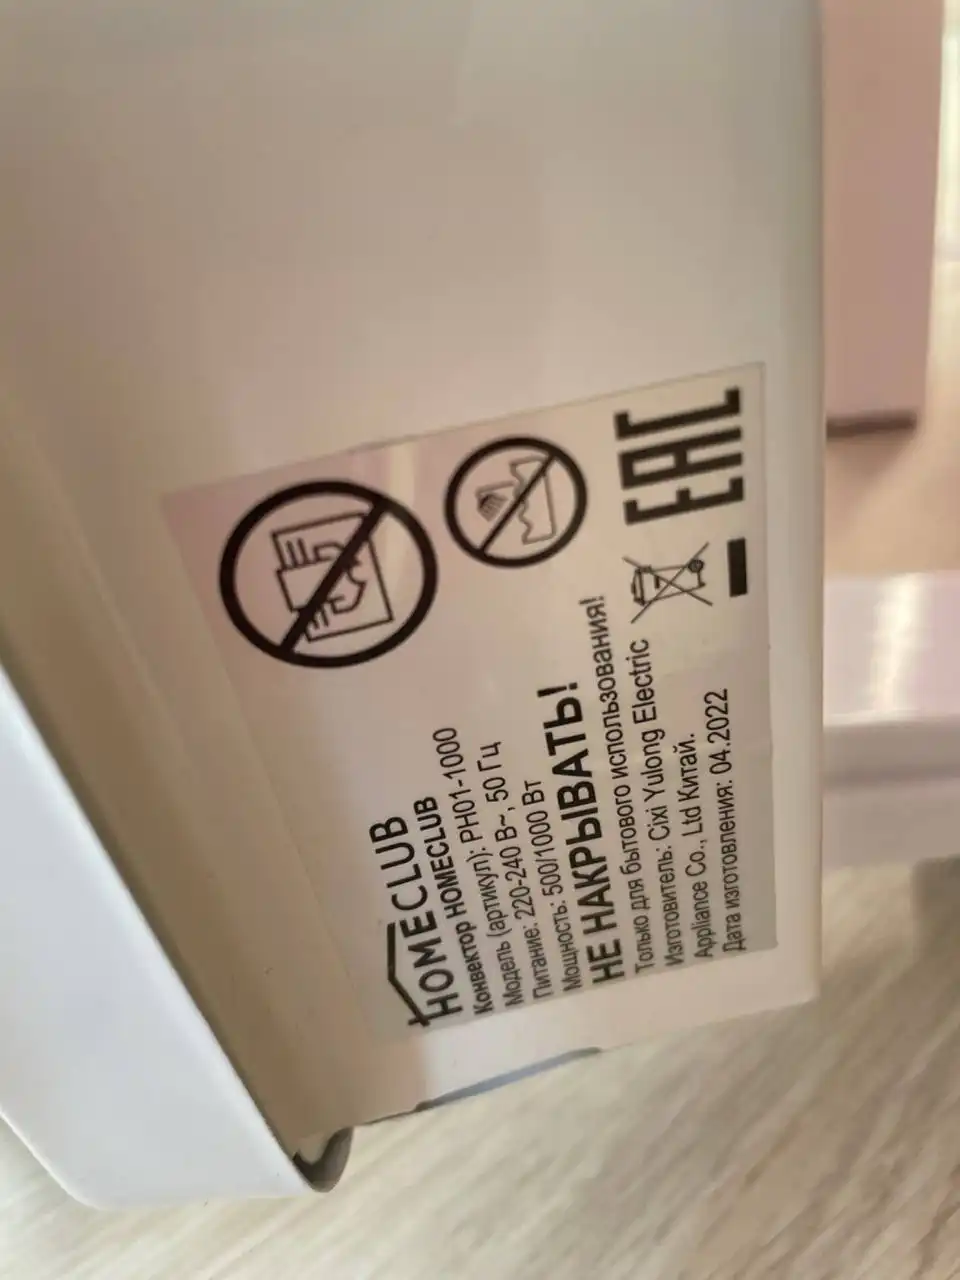 HOMECLUB
Конвектор HOMECLUB
Модель (артикул): PH01-1000
Питание: 220-240 В~, 50 Гц
Мощность: 500/1000 Вт
НЕ НАКРЫВАТЬ!
Только для бытового использования!
Изготовитель: Cixi Yulong Electric
Appliance Co., Ltd Китай.
Дата изготовления: 04.2022
EAC